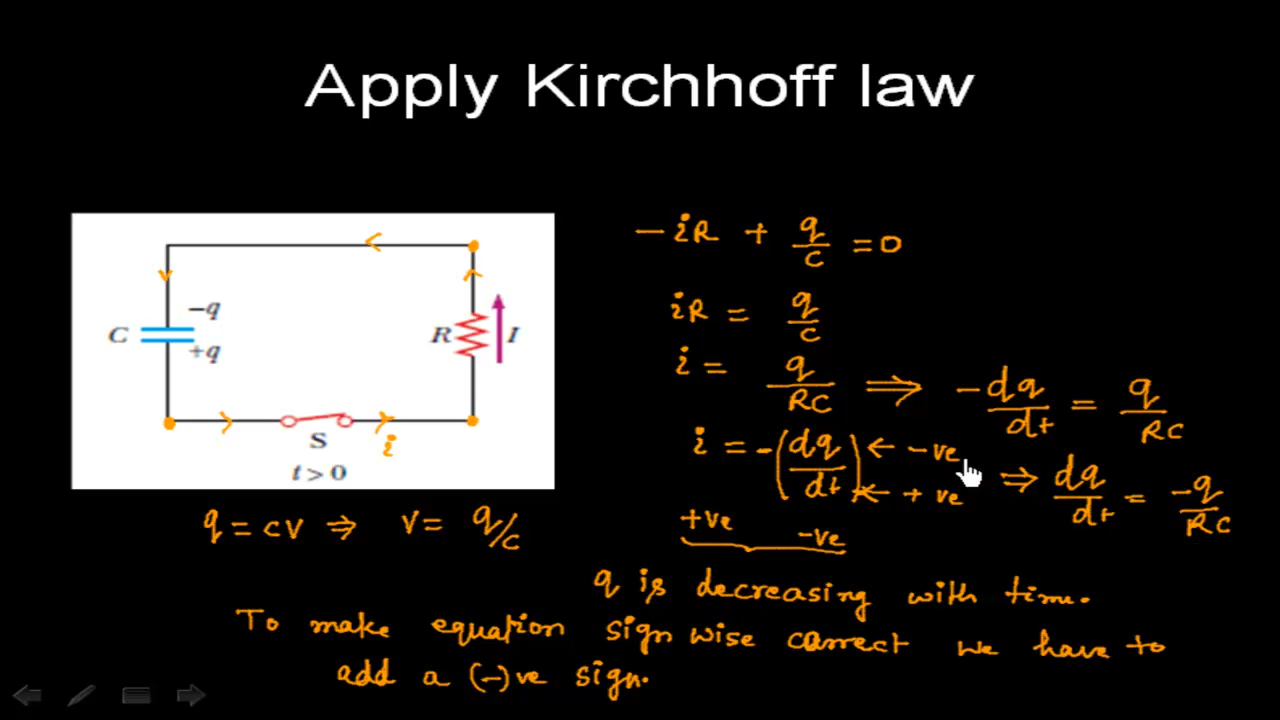 Apply Kirchhoff law
-iR + q/C = 0
iR = q/C
i = q/RC ⇒ -dq/dt = q/RC
i = -(dq/dt) ← -ve ← +ve ⇒ dq/dt = -q/RC
+ve -ve
C -q +q
R I
S
i
t > 0
q = CV ⇒ V = q/C
q is decreasing with time.
To make equation sign wise correct we have to
add a (-)ve sign.